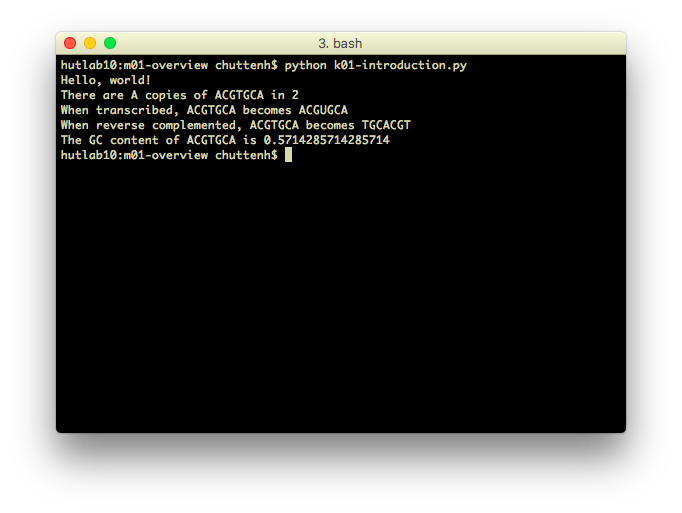 3. bash
hutlab10:m01-overview chuttenh$ python k01-introduction.py
Hello, world!
There are A copies of ACGTGCA in 2
When transcribed, ACGTGCA becomes ACGUGCA
When reverse complemented, ACGTGCA becomes TGCACGT
The GC content of ACGTGCA is 0.5714285714285714
hutlab10:m01-overview chuttenh$